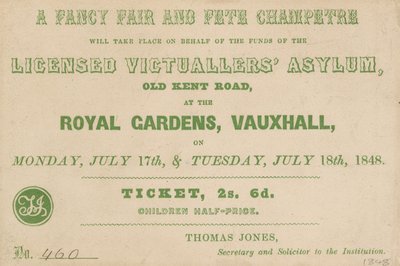 A FANCY FAIR AND FETE CHAMPETRE
WILL TAKE PLACE ON BEHALF OF THE FUNDS OF THE
LICENSED VICTUALLERS' ASYLUM,
OLD KENT ROAD,
AT THE
ROYAL GARDENS, VAUXHALL,
ON
MONDAY, JULY 17th, & TUESDAY, JULY 18th, 1848.
TICKET, 2s. 6d.
CHILDREN HALF-PRICE.
THOMAS JONES,
Secretary and Solicitor to the Institution.
No. 460
1848